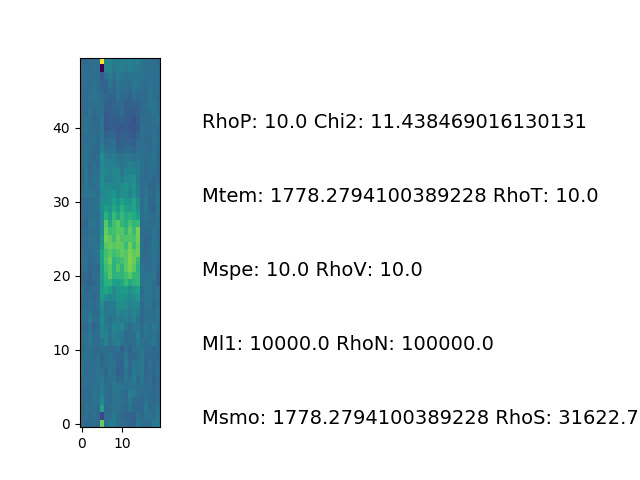 40
30
20
10
0
0 10
RhoP: 10.0 Chi2: 11.438469016130131
Mtem: 1778.2794100389228 RhoT: 10.0
Mspe: 10.0 RhoV: 10.0
Ml1: 10000.0 RhoN: 100000.0
Msmo: 1778.2794100389228 RhoS: 31622.7